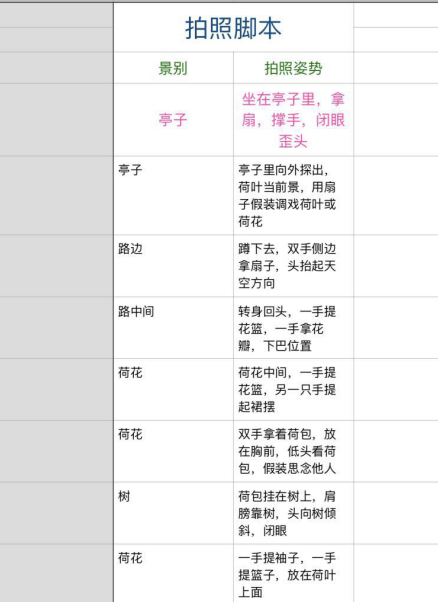 拍照脚本
景别
拍照姿势
亭子
坐在亭子里，拿
扇，撑手，闭眼
歪头
亭子
亭子里向外探出，
荷叶当前景，用扇
子假装调戏荷叶或
荷花
路边
蹲下去，双手侧边
拿扇子，头抬起天
空方向
路中间
转身回头，一手提
花篮，一手拿花
瓣，下巴位置
荷花
荷花中间，一手提
花篮，另一只手提
起裙摆
荷花
双手拿着荷包，放
在胸前，低头看荷
包，假装思念他人
树
荷包挂在树上，肩
膀靠树，头向树倾
斜，闭眼
荷花
一手提袖子，一手
提篮子，放在荷叶
上面